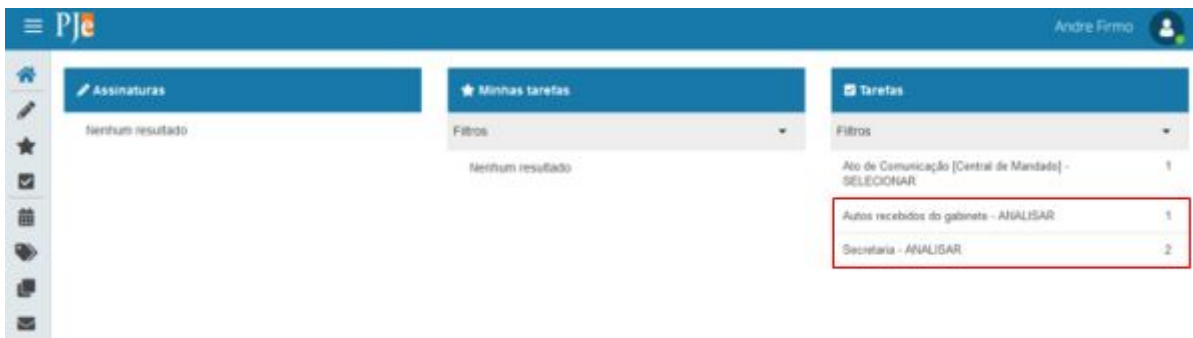 PJe
Andre Firmo
Assinaturas
Nenhum resultado
Minhas tarefas
Filtros
Nenhum resultado
Tarefas
Filtros
Ato de Comunicação [Central de Mandado] - 1
SELECIONAR
Autos recebidos do gabinete - ANALISAR 1
Secretaria - ANALISAR 2